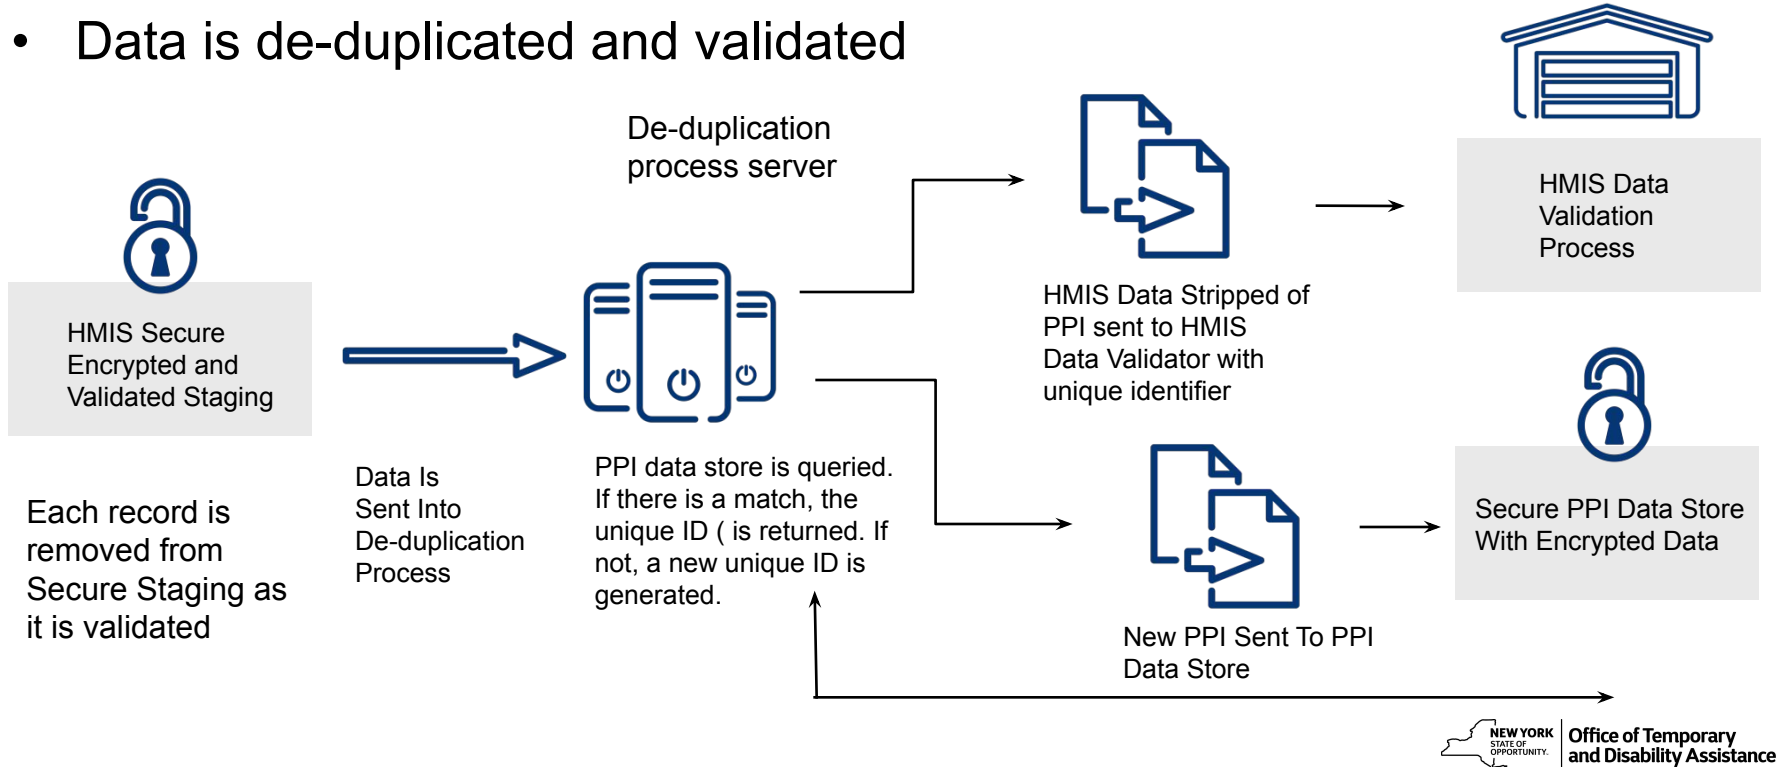 • Data is de-duplicated and validated
De-duplication
process server
HMIS Secure
Encrypted and
Validated Staging
Each record is
removed from
Secure Staging as
it is validated
Data Is
Sent Into
De-duplication
Process
PPI data store is queried.
If there is a match, the
unique ID ( is returned. If
not, a new unique ID is
generated.
HMIS Data Stripped of
PPI sent to HMIS
Data Validator with
unique identifier
HMIS Data
Validation
Process
New PPI Sent To PPI
Data Store
Secure PPI Data Store
With Encrypted Data
NEW YORK
STATE OF
OPPORTUNITY.
Office of Temporary
and Disability Assistance